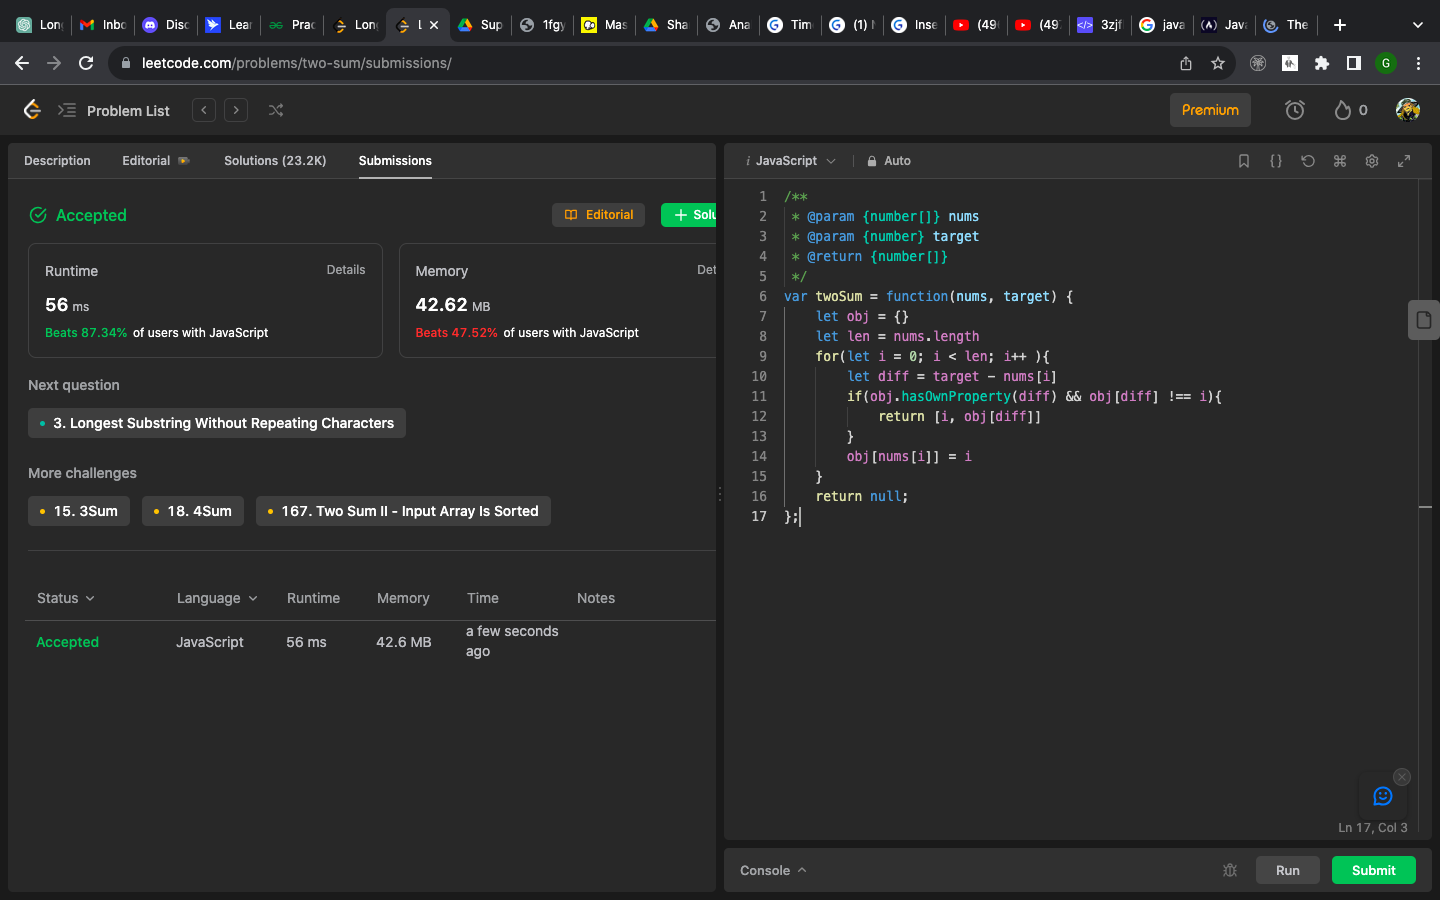 Lon
Inbo
Disc
Lear
Prac
Lon
L
Sup
1fgy
Mas
Sha
Ana
Tim
(1) N
Inse
(49
(49
3zjf
java
Java
The
leetcode.com/problems/two-sum/submissions/
G
Problem List
Premium
0
Description Editorial Solutions (23.2K) Submissions
Accepted
Editorial
Solu
Runtime Details
56 ms
Beats 87.34% of users with JavaScript
Memory Det
42.62 MB
Beats 47.52% of users with JavaScript
Next question
3. Longest Substring Without Repeating Characters
More challenges
15. 3Sum
18. 4Sum
167. Two Sum II - Input Array Is Sorted
Status Language Runtime Memory Time Notes
Accepted JavaScript 56 ms 42.6 MB a few seconds
ago
i JavaScript Auto
1 /**
2 * @param {number[]} nums
3 * @param {number} target
4 * @return {number[]}
5 */
6 var twoSum = function(nums, target) {
7 let obj = {}
8 let len = nums.length
9 for(let i = 0; i < len; i++ ){
10 let diff = target - nums[i]
11 if(obj.hasOwnProperty(diff) && obj[diff] !== i){
12 return [i, obj[diff]]
13 }
14 obj[nums[i]] = i
15 }
16 return null;
17 };
Ln 17, Col 3
Console
Run
Submit